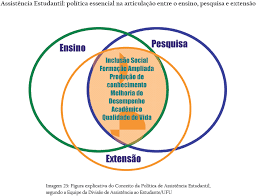 Assistência Estudantil: política essencial na articulação entre o ensino, pesquisa e extensão
Ensino
Pesquisa
Inclusão Social
Formação Ampliada
Produção de
conhecimento
Melhoria do
Desempenho
Acadêmico
Qualidade de Vida
Extensão
Imagem 25: Figura explicativa do Conceito da Política de Assistência Estudantil,
segundo a Equipe da Divisão de Assistência ao Estudante/UFU